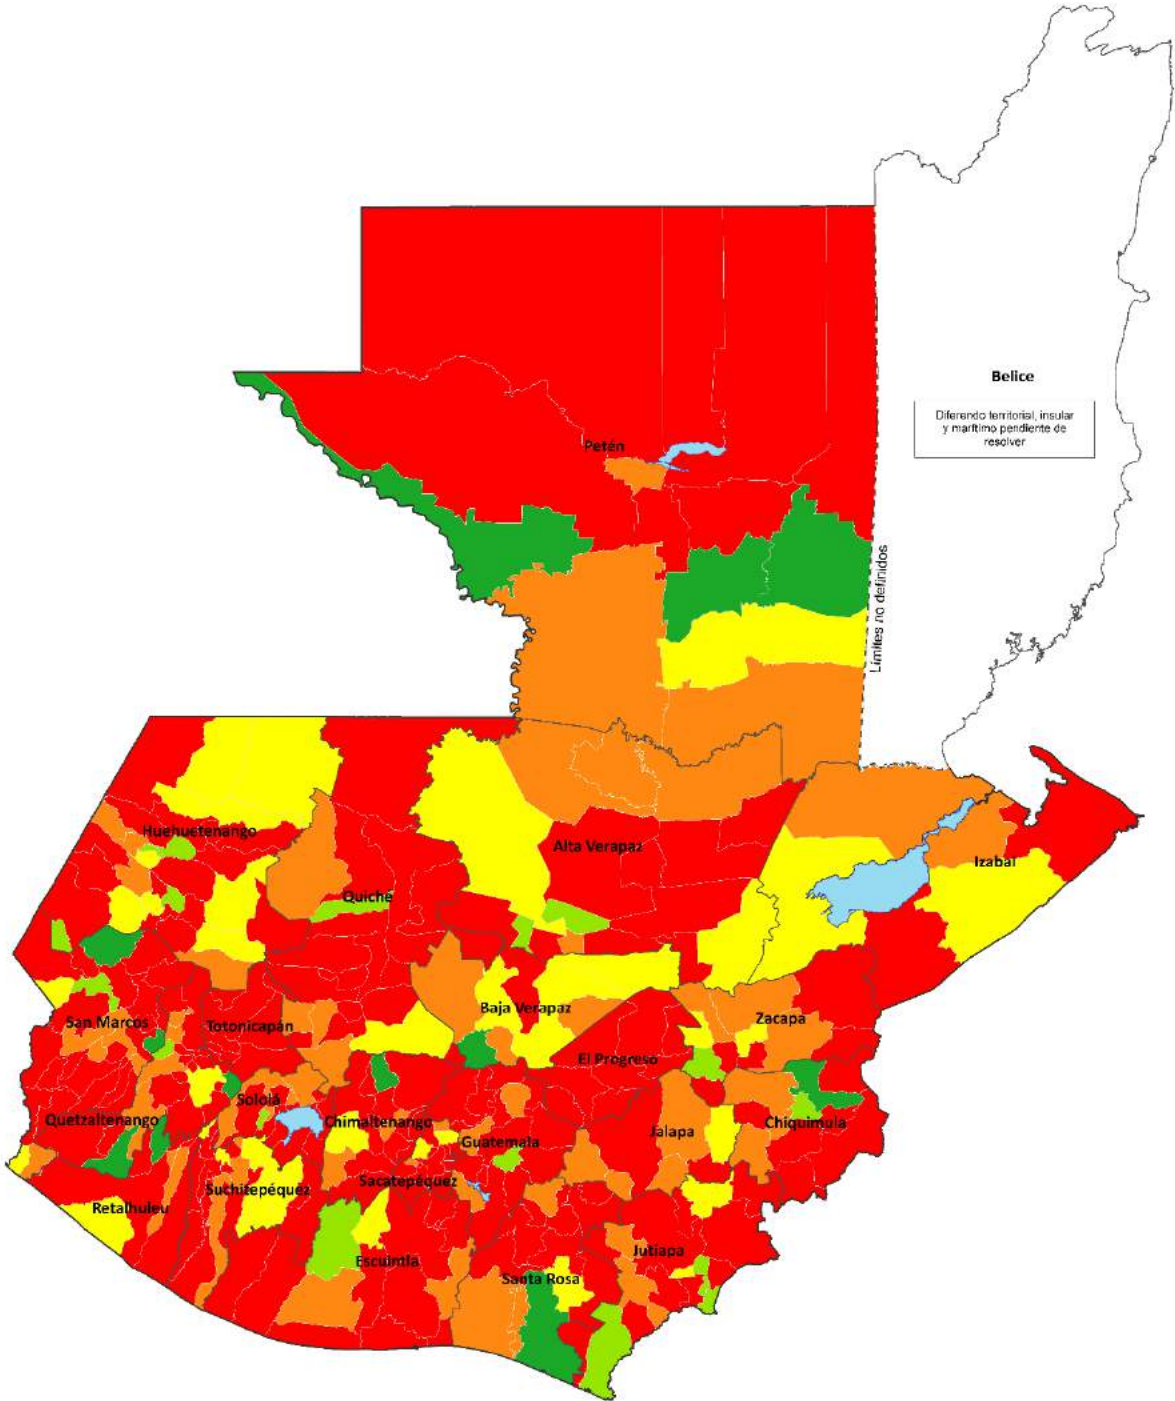 Belice
Diferendo territorial, insular
y marítimo pendiente de
resolver
Petén
Límites no definidos
Huehuetenango
Alta Verapaz
Izabal
Quiché
Baja Verapaz
San Marcos
Totonicapán
Zacapa
El Progreso
Sololá
Quetzaltenango
Chimaltenango
Chiquimula
Guatemala
Jalapa
Sacatepéquez
Suchitepéquez
Retalhuleu
Jutiapa
Escuintla
Santa Rosa